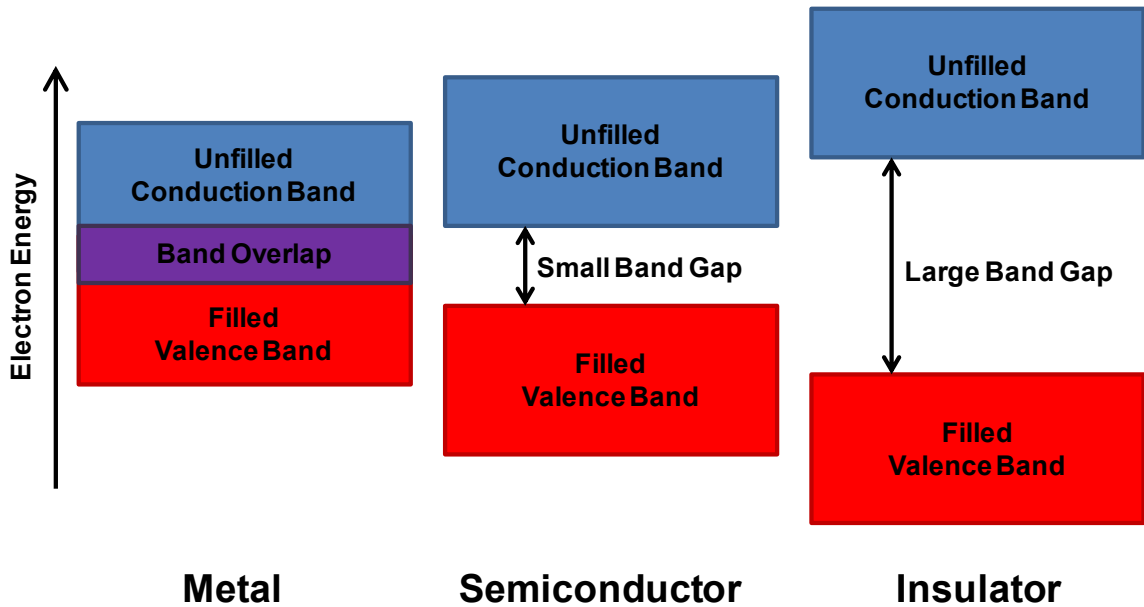 Electron Energy
Unfilled
Conduction Band
Band Overlap
Filled
Valence Band
Metal
Unfilled
Conduction Band
Small Band Gap
Filled
Valence Band
Semiconductor
Unfilled
Conduction Band
Large Band Gap
Filled
Valence Band
Insulator